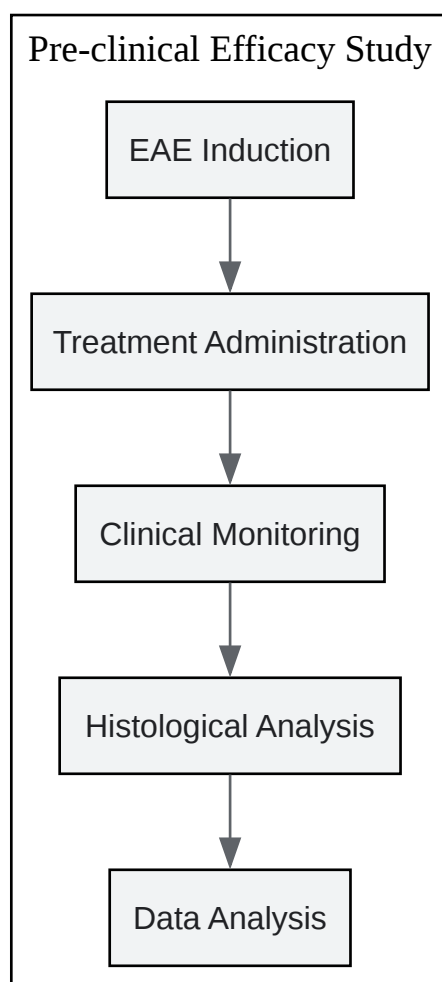 Pre-clinical Efficacy Study
EAE Induction
Treatment Administration
Clinical Monitoring
Histological Analysis
Data Analysis